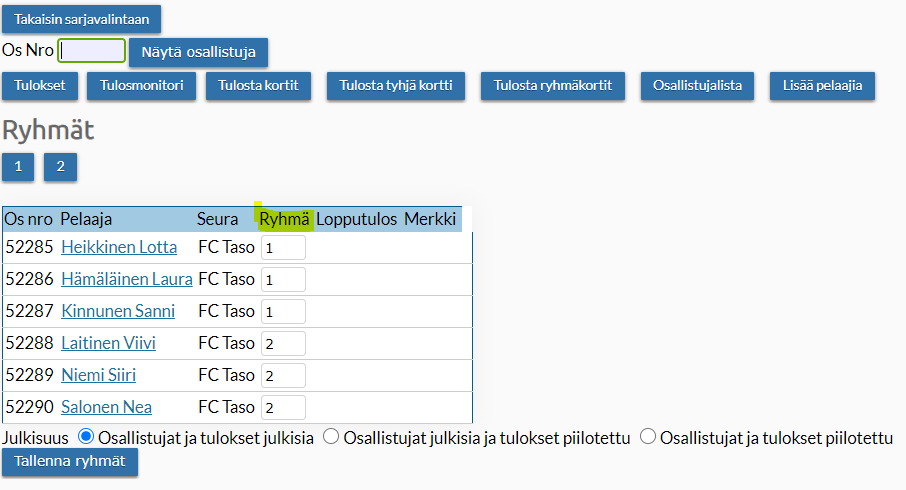 Takaisin sarjavalintaan
Os Nro Näytä osallistuja
Tulokset Tulosmonitori Tulosta kortit Tulosta tyhjä kortti Tulosta ryhmäkortit Osallistujalista Lisää pelaajia
Ryhmät
1 2
Os nro Pelaaja Seura Ryhmä Lopputulos Merkki
52285 Heikkinen Lotta FC Taso 1
52286 Hämäläinen Laura FC Taso 1
52287 Kinnunen Sanni FC Taso 1
52288 Laitinen Viivi FC Taso 2
52289 Niemi Siiri FC Taso 2
52290 Salonen Nea FC Taso 2
Julkisuus Osallistujat ja tulokset julkisia Osallistujat julkisia ja tulokset piilotettu Osallistujat ja tulokset piilotettu
Tallenna ryhmät